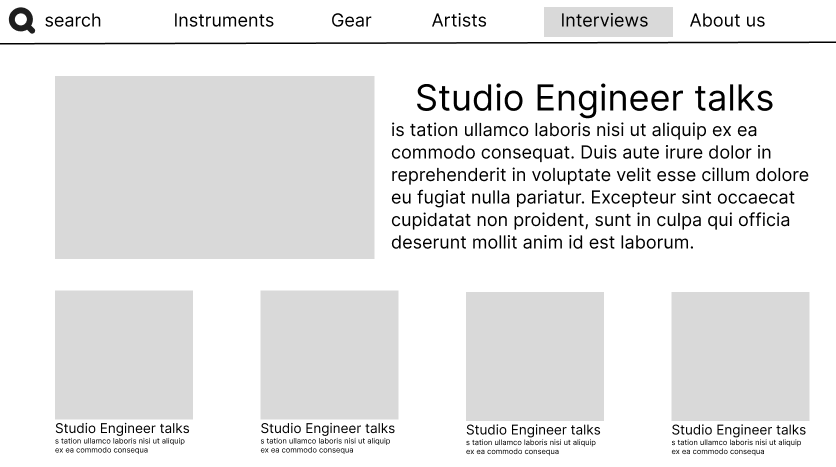 search Instruments Gear Artists Interviews About us
Studio Engineer talks
is tation ullamco laboris nisi ut aliquip ex ea
commodo consequat. Duis aute irure dolor in
reprehenderit in voluptate velit esse cillum dolore
eu fugiat nulla pariatur. Excepteur sint occaecat
cupidatat non proident, sunt in culpa qui officia
deserunt mollit anim id est laborum.
Studio Engineer talks
s tation ullamco laboris nisi ut aliquip
ex ea commodo consequa
Studio Engineer talks
s tation ullamco laboris nisi ut aliquip
ex ea commodo consequa
Studio Engineer talks
s tation ullamco laboris nisi ut aliquip
ex ea commodo consequa
Studio Engineer talks
s tation ullamco laboris nisi ut aliquip
ex ea commodo consequa